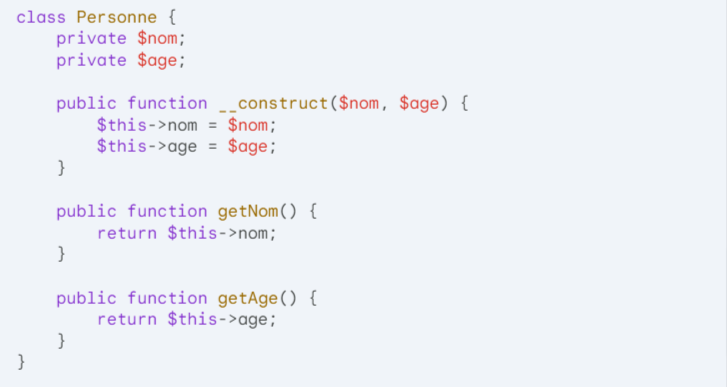 class Personne {
    private $nom;
    private $age;

    public function __construct($nom, $age) {
        $this->nom = $nom;
        $this->age = $age;
    }

    public function getNom() {
        return $this->nom;
    }

    public function getAge() {
        return $this->age;
    }
}